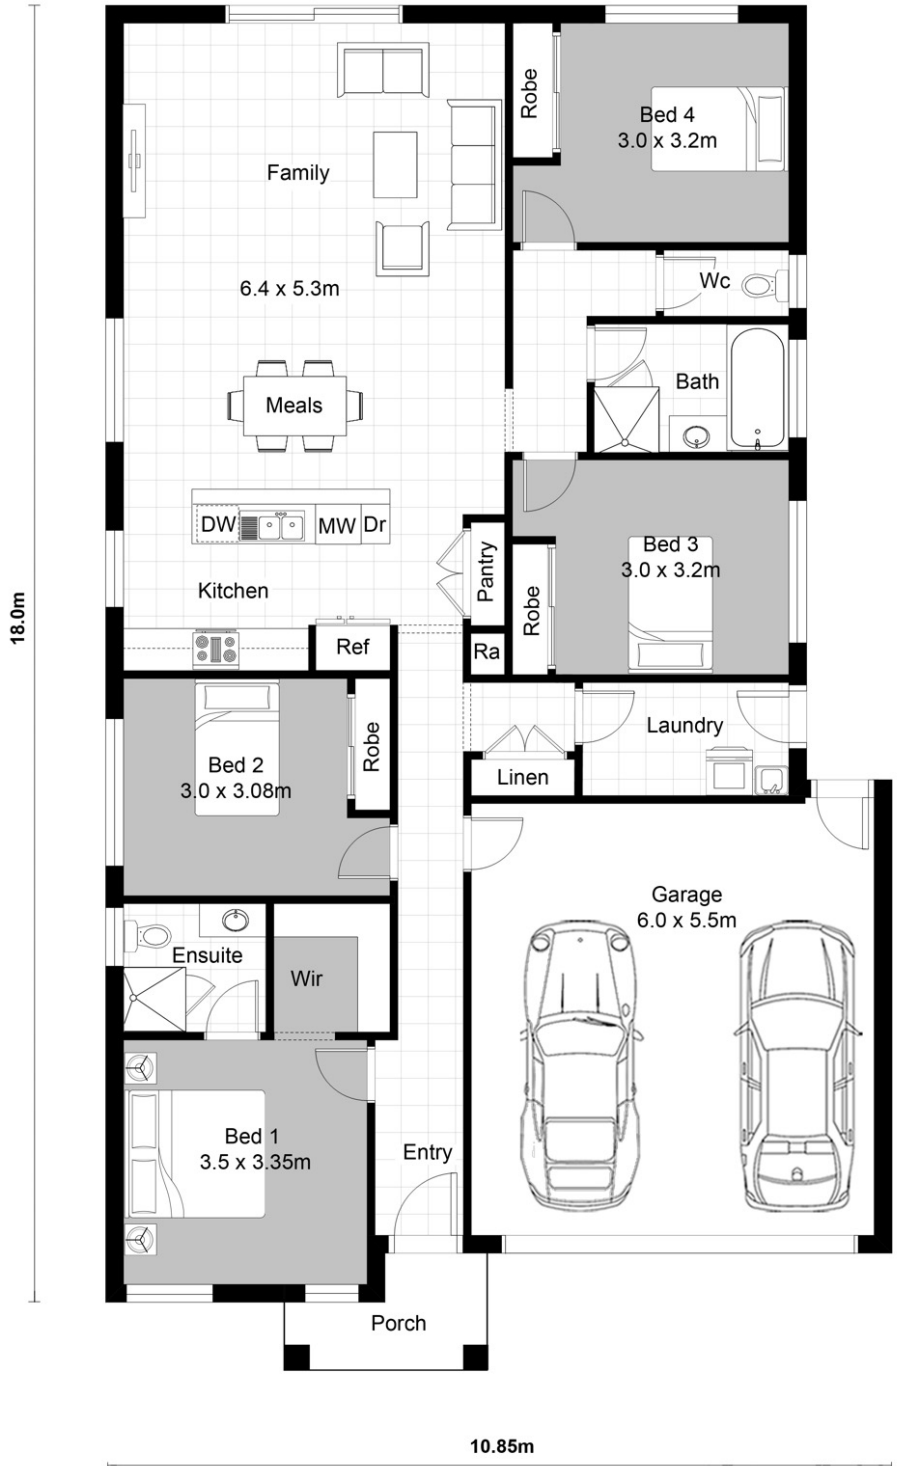 Robe
Bed 4
3.0 x 3.2m
Family
6.4 x 5.3m
Wc
Bath
Meals
DW
MW
Dr
Kitchen
Pantry
Bed 3
3.0 x 3.2m
Robe
Ref
Ra
18.0m
Bed 2
3.0 x 3.08m
Robe
Laundry
Linen
Garage
6.0 x 5.5m
Ensuite
Wir
Bed 1
3.5 x 3.35m
Entry
Porch
10.85m